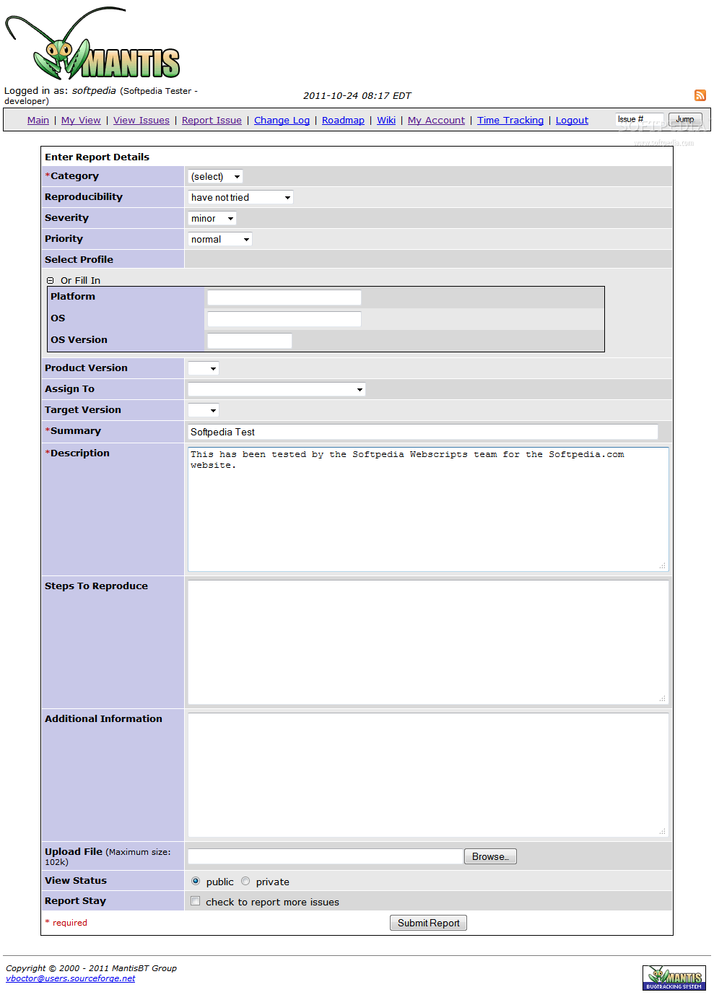 MANTIS
Logged in as: softpedia (Softpedia Tester - developer)
2011-10-24 08:17 EDT
Main | My View | View Issues | Report Issue | Change Log | Roadmap | Wiki | My Account | Time Tracking | Logout
Issue # Jump
SOFTPEDIA
www.softpedia.com
Enter Report Details
*Category (select)
Reproducibility have not tried
Severity minor
Priority normal
Select Profile
Or Fill In
Platform
OS
OS Version
Product Version
Assign To
Target Version
*Summary Softpedia Test
*Description This has been tested by the Softpedia Webscripts team for the Softpedia.com
website.
Steps To Reproduce
Additional Information
Upload File (Maximum size: 102k) Browse...
View Status public private
Report Stay check to report more issues
* required Submit Report
Copyright © 2000 - 2011 MantisBT Group
vboctor@users.sourceforge.net
MANTIS
BUGTRACKING SYSTEM